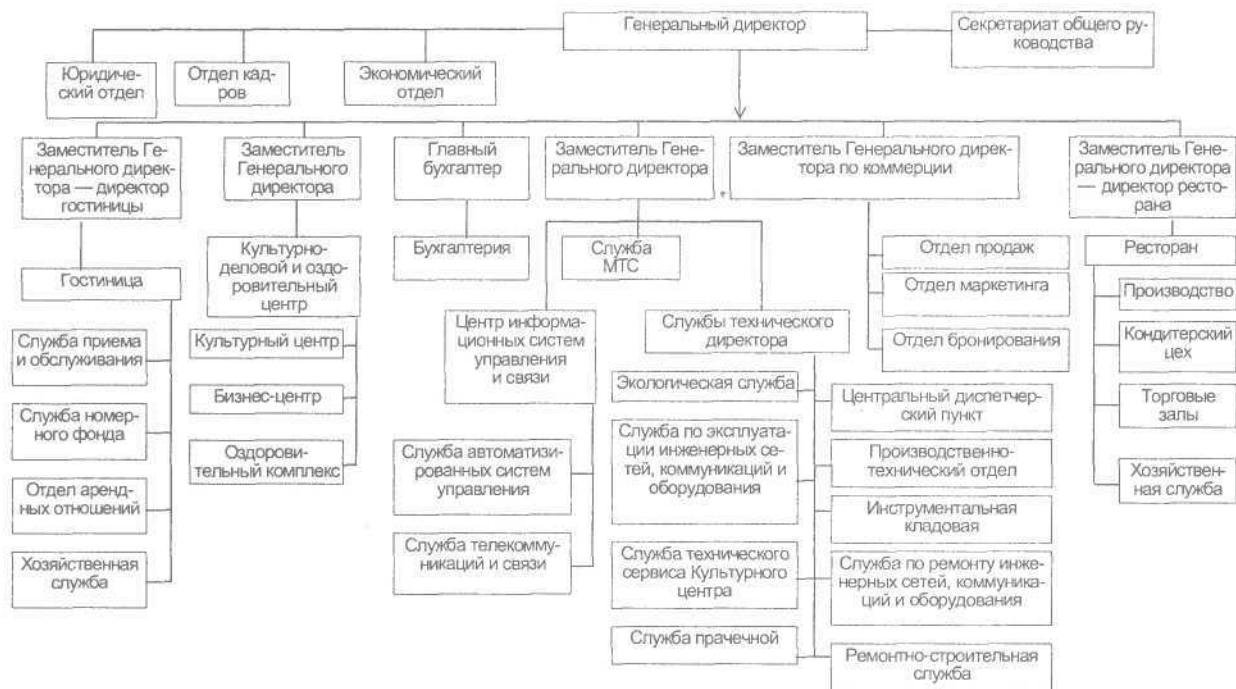 Генеральный директор
Секретариат общего ру-
ководства
Юридиче-
ский отдел
Отдел кад-
ров
Экономический
отдел
Заместитель Ге-
нерального дирек-
тора — директор
гостиницы
Заместитель
Генерального
директора
Главный
бухгалтер
Заместитель Гене-
рального директора
Заместитель Генерального дирек-
тора по коммерции
Заместитель Гене-
рального директора
— директор ресто-
рана
Гостиница
Служба приема
и обслуживания
Служба номер-
ного фонда
Отдел аренд-
ных отношений
Хозяйственная
служба
Культурно-
деловой и оздо-
ровительный
центр
Культурный центр
Бизнес-центр
Оздорови-
тельный комплекс
Бухгалтерия
Служба
МТС
Центр информа-
ционных систем
управления
и связи
Служба автоматизи-
рованных систем
управления
Служба телекомму-
никаций и связи
Службы технического
директора
Экологическая служба
Служба по эксплуата-
ции инженерных се-
тей, коммуникаций и
оборудования
Служба технического
сервиса Культурного
центра
Служба прачечной
Центральный диспетчер-
ский пункт
Производственно-
технический отдел
Инструментальная
кладовая
Служба по ремонту инже-
нерных сетей, коммуника-
ций и оборудования
Ремонтно-строительная
служба
Отдел продаж
Отдел маркетинга
Отдел бронирования
Ресторан
Производство
Кондитерский
цех
Торговые
залы
Хозяйствен-
ная служба